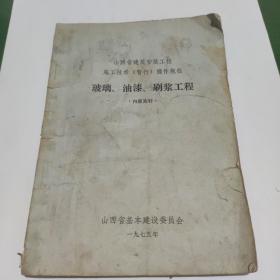 山西省建筑安装工程
施工技术（暂行）操作规程
玻璃、油漆、刷浆工程
（内部发行）
山西省基本建设委员会
一九七五年